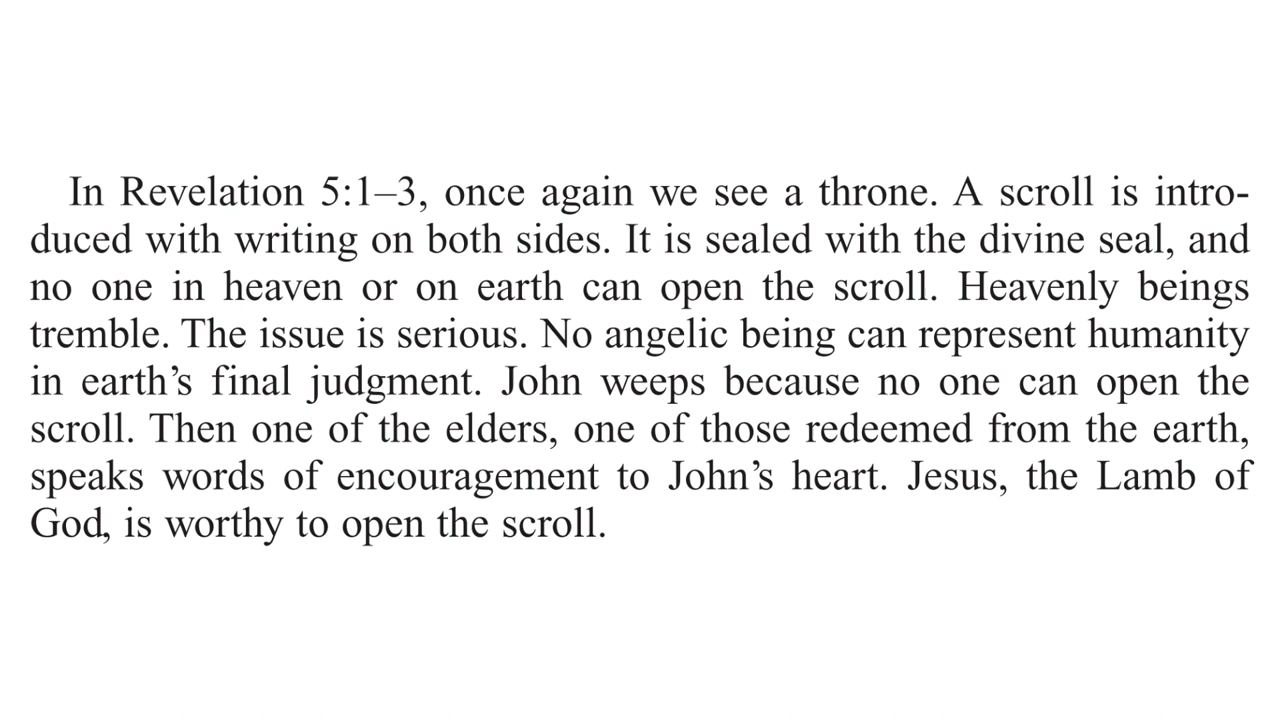 In Revelation 5:1–3, once again we see a throne. A scroll is intro-
duced with writing on both sides. It is sealed with the divine seal, and
no one in heaven or on earth can open the scroll. Heavenly beings
tremble. The issue is serious. No angelic being can represent humanity
in earth’s final judgment. John weeps because no one can open the
scroll. Then one of the elders, one of those redeemed from the earth,
speaks words of encouragement to John’s heart. Jesus, the Lamb of
God, is worthy to open the scroll.